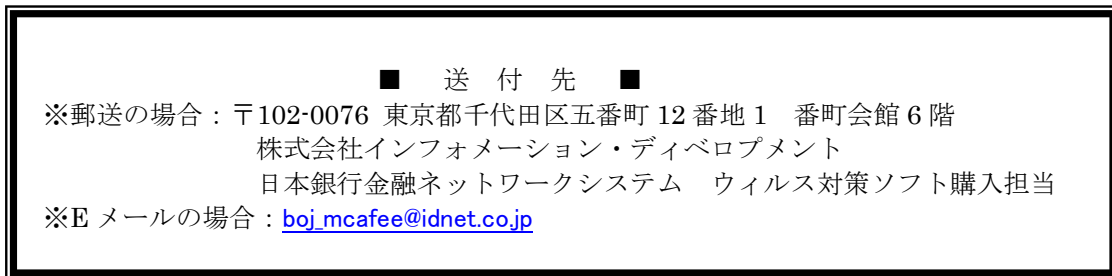 ■ 送 付 先 ■
※郵送の場合：〒102-0076 東京都千代田区五番町 12 番地 1 番町会館 6 階
株式会社インフォメーション・ディベロプメント
日本銀行金融ネットワークシステム ウィルス対策ソフト購入担当
※E メールの場合：boj_mcafee@idnet.co.jp